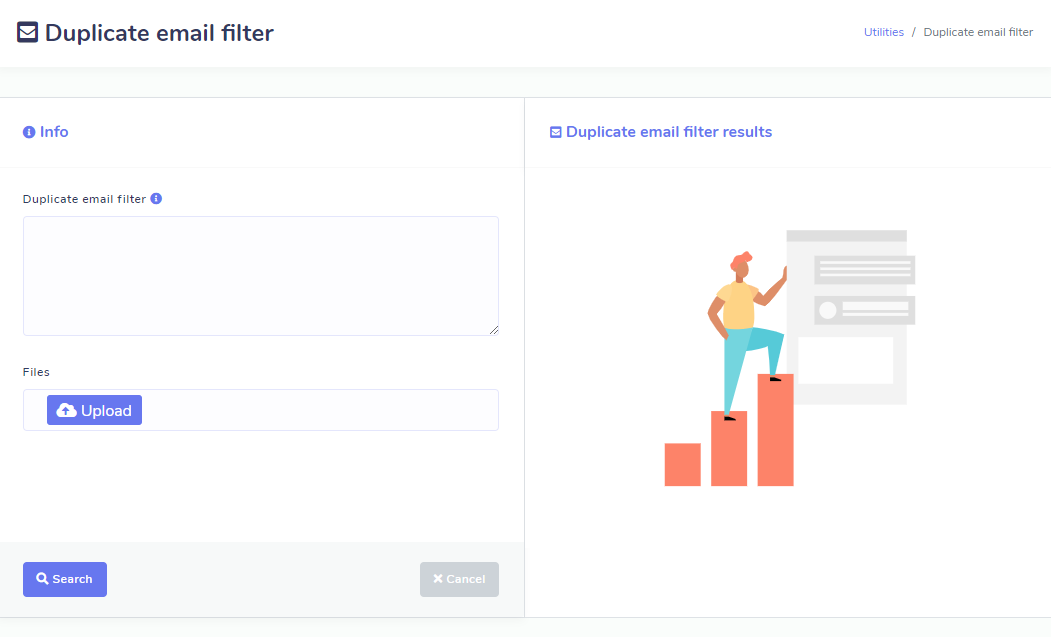 Duplicate email filter
Utilities / Duplicate email filter
Info
Duplicate email filter results
Duplicate email filter
Files
Upload
Search
Cancel